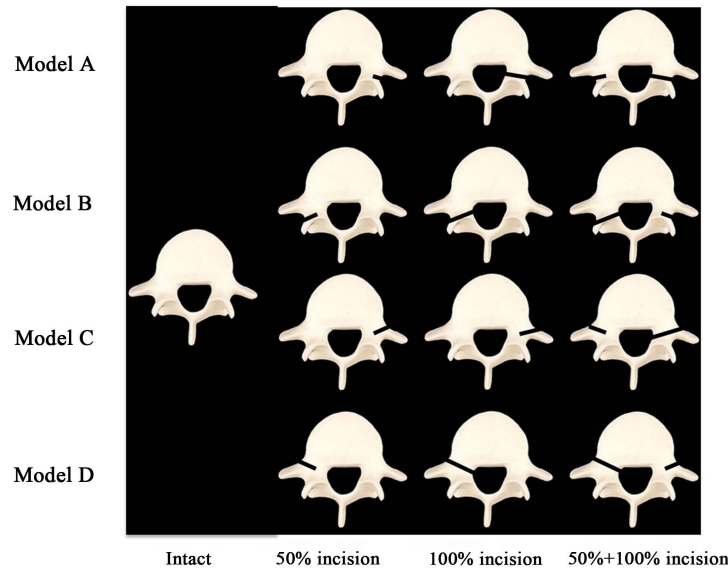 Model A
Model B
Model C
Model D
Intact
50% incision
100% incision
50%+100% incision